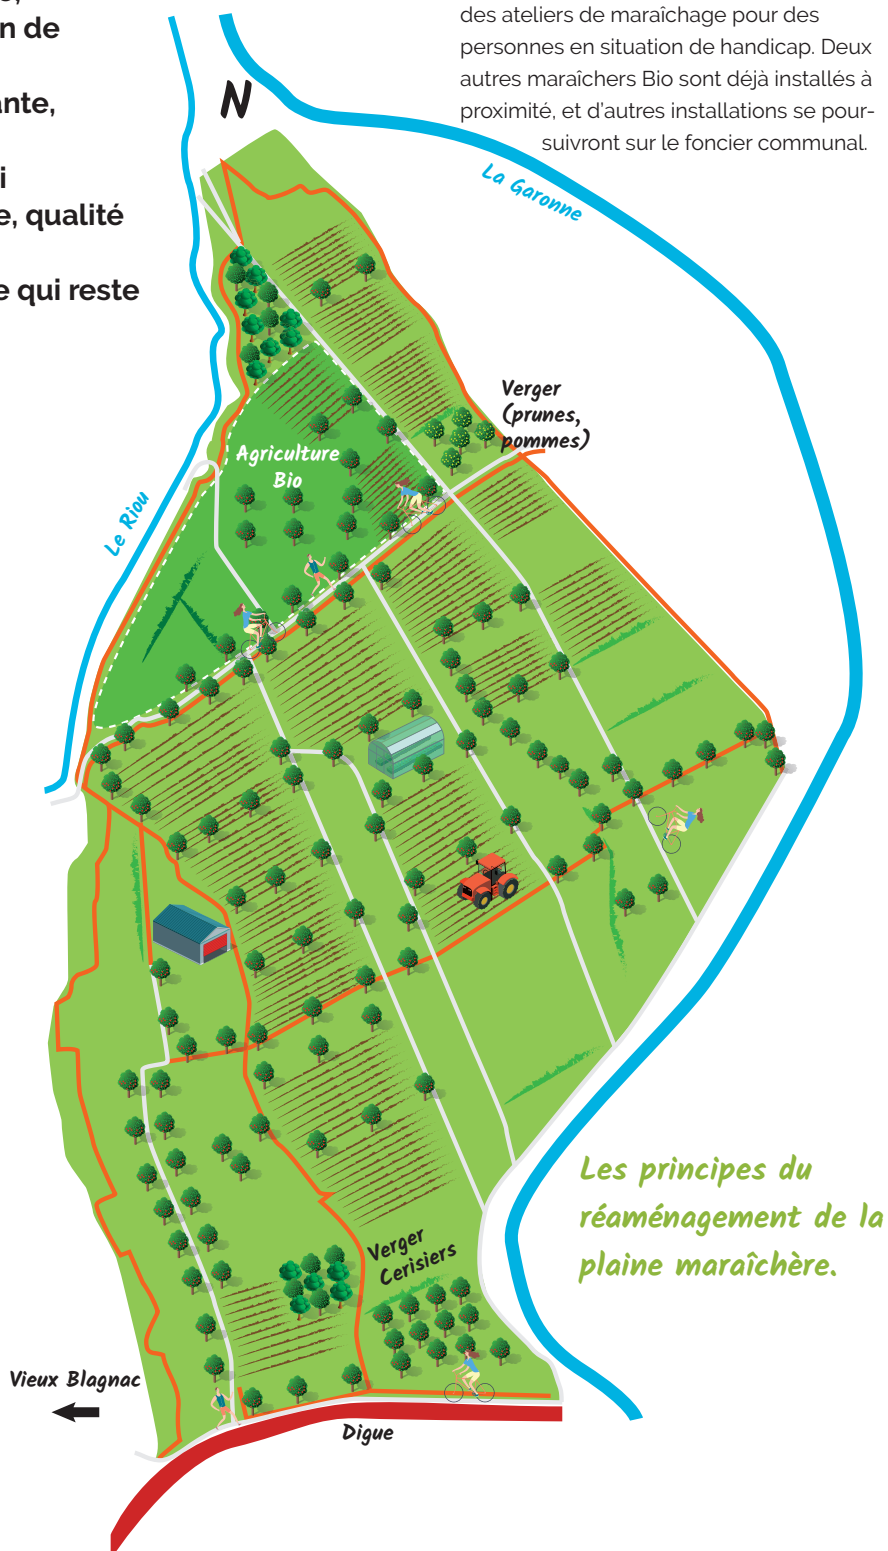 n de
ante,
i
e, qualité
e qui reste
des ateliers de maraîchage pour des
personnes en situation de handicap. Deux
autres maraîchers Bio sont déjà installés à
proximité, et d’autres installations se pour-
suivront sur le foncier communal.
N
La Garonne
Verger
(prunes,
pommes)
Agriculture
Bio
Le Riou
Les principes du
réaménagement de la
plaine maraîchère.
Verger
Cerisiers
Vieux Blagnac
Digue